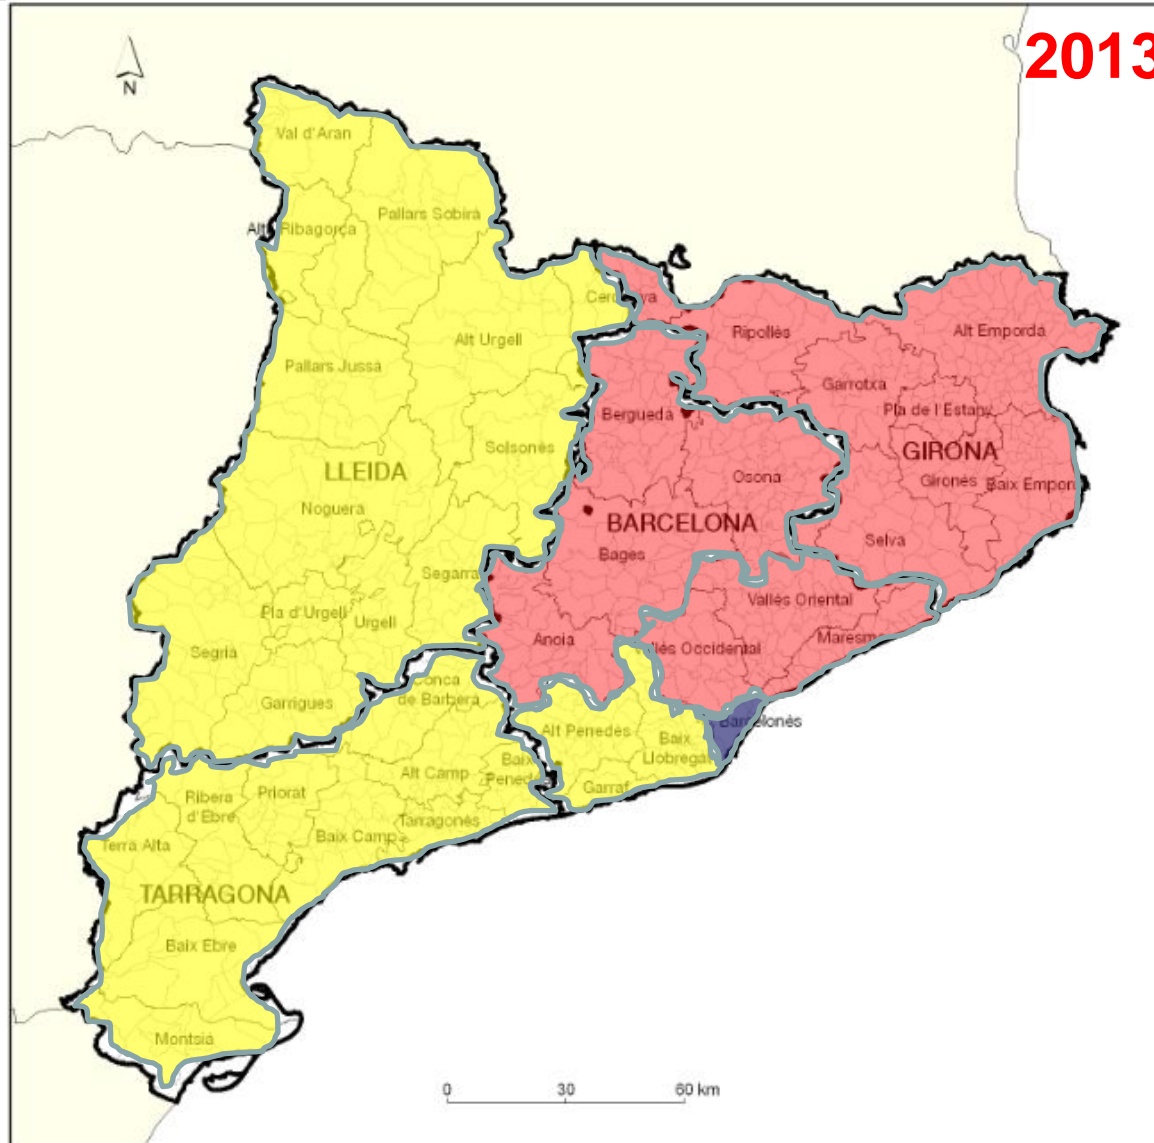 2013
N
Val d'Aran
Pallars Sobirà
Alta Ribagorça
Cerdanya
Ripollès
Alt Empordà
Alt Urgell
Pallars Jussà
Garrotxa
Pla de l'Estany
Berguedà
Solsonès
GIRONA
LLEIDA
Osona
Gironès
Baix Empor
Noguera
BARCELONA
Selva
Bages
Segarra
Vallès Oriental
Pla d'Urgell
Urgell
Anoia
Maresme
Segrià
llès Occidental
Conca
de Barberà
Garrigues
Barcelonès
Alt Penedès
Baix
Llobregat
Baix
Penedès
Alt Camp
Garraf
Ribera
d'Ebre
Priorat
Tarragonès
Baix Camp
Terra Alta
TARRAGONA
Baix Ebre
Montsià
0 30 60 km